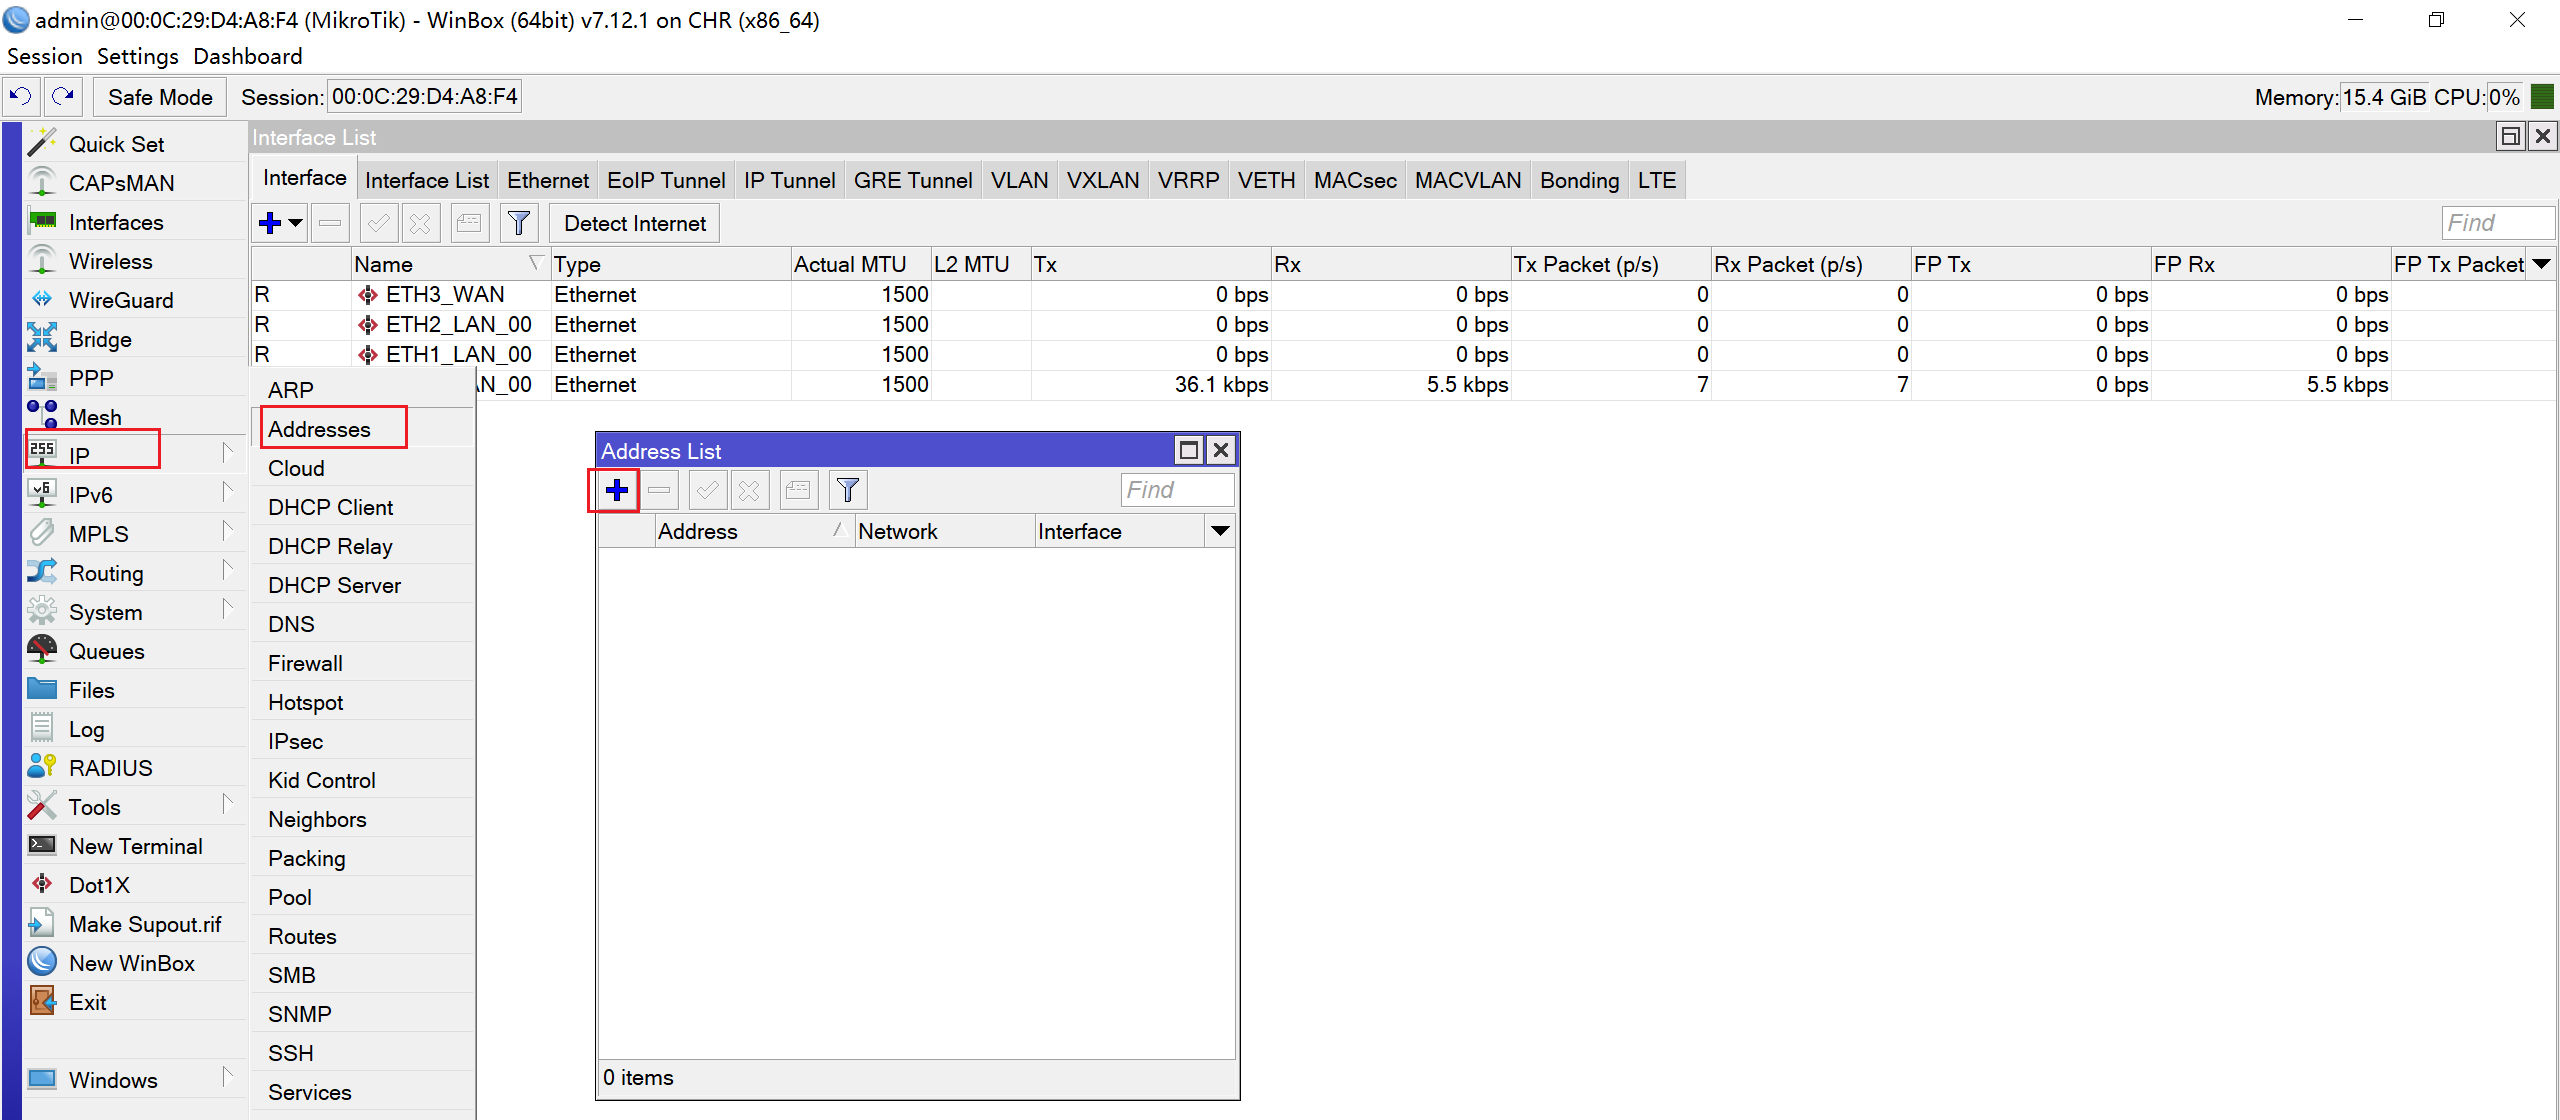 admin@00:0C:29:D4:A8:F4 (MikroTik) - WinBox (64bit) v7.12.1 on CHR (x86_64)
Session Settings Dashboard
Safe Mode Session: 00:0C:29:D4:A8:F4 Memory: 15.4 GiB CPU: 0%
Quick Set
CAPsMAN
Interfaces
Wireless
WireGuard
Bridge
PPP
Mesh
255 IP
v6 IPv6
MPLS
Routing
System
Queues
Files
Log
RADIUS
Tools
New Terminal
Dot1X
Make Supout.rif
New WinBox
Exit
Windows
Interface List
Interface Interface List Ethernet EoIP Tunnel IP Tunnel GRE Tunnel VLAN VXLAN VRRP VETH MACsec MACVLAN Bonding LTE
Detect Internet Find
Name Type Actual MTU L2 MTU Tx Rx Tx Packet (p/s) Rx Packet (p/s) FP Tx FP Rx FP Tx Packet
R ETH3_WAN Ethernet 1500 0 bps 0 bps 0 0 0 bps 0 bps
R ETH2_LAN_00 Ethernet 1500 0 bps 0 bps 0 0 0 bps 0 bps
R ETH1_LAN_00 Ethernet 1500 0 bps 0 bps 0 0 0 bps 0 bps
AN_00 Ethernet 1500 36.1 kbps 5.5 kbps 7 7 0 bps 5.5 kbps
ARP
Addresses
Cloud
DHCP Client
DHCP Relay
DHCP Server
DNS
Firewall
Hotspot
IPsec
Kid Control
Neighbors
Packing
Pool
Routes
SMB
SNMP
SSH
Services
Address List
Find
Address Network Interface
0 items